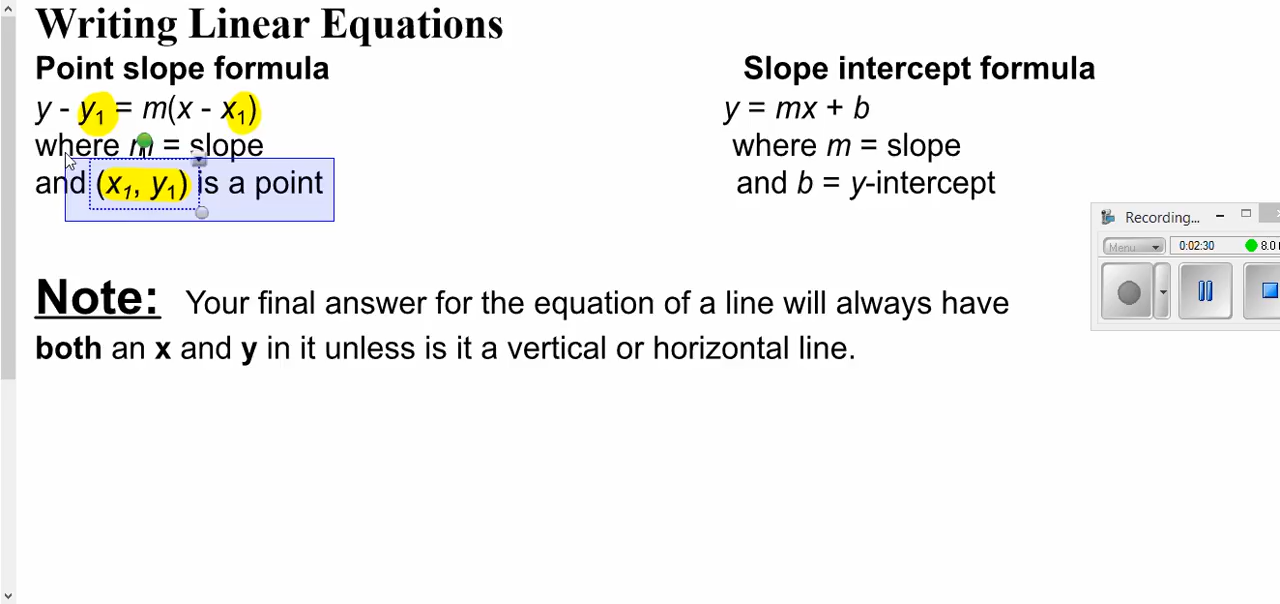 Writing Linear Equations
Point slope formula
y - y₁ = m(x - x₁)
where m = slope
and (x₁, y₁) is a point
Slope intercept formula
y = mx + b
where m = slope
and b = y-intercept
Note: Your final answer for the equation of a line will always have
both an x and y in it unless is it a vertical or horizontal line.
Recording...
Menu 0:02:30 8.0